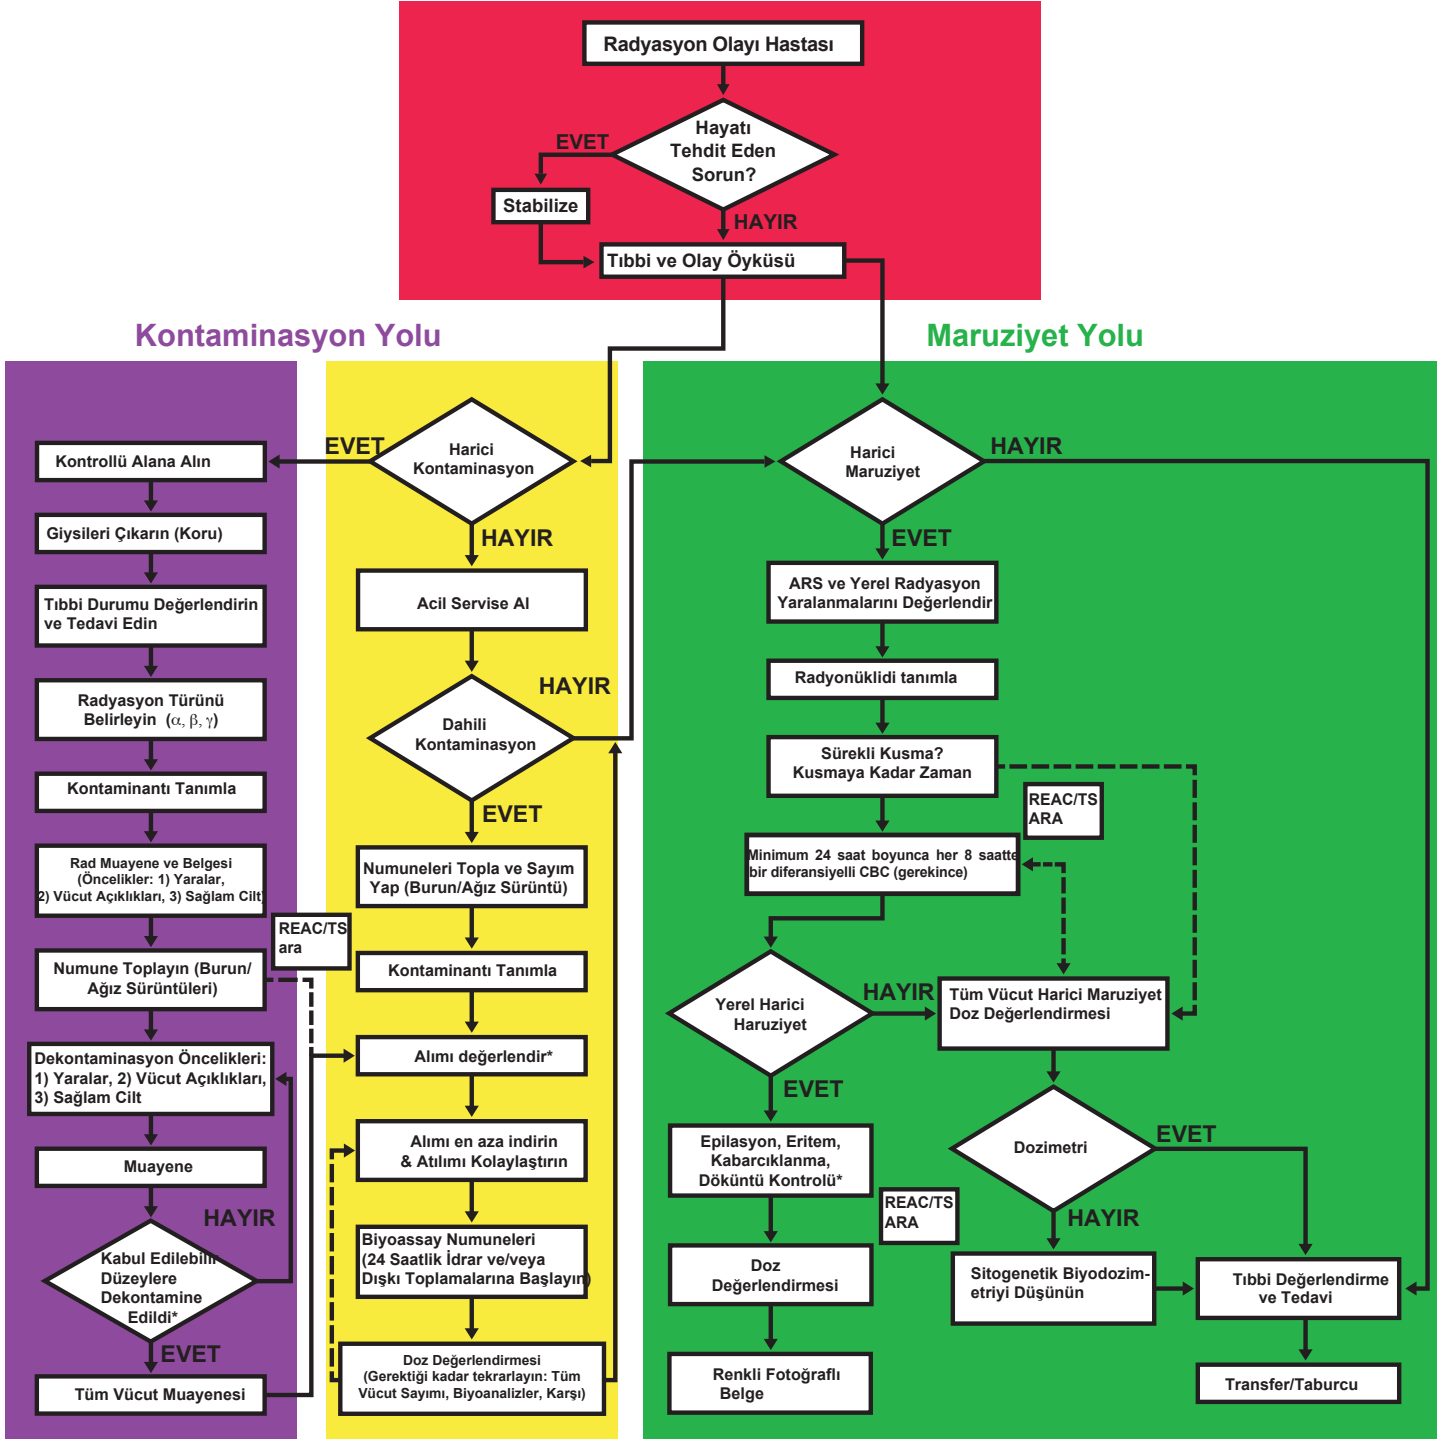 Radyasyon Olayı Hastası
Hayatı
Tehdit Eden
Sorun?
EVET
Stabilize
HAYIR
Tıbbi ve Olay Öyküsü
Kontaminasyon Yolu
Maruziyet Yolu
Kontrollü Alana Alın
Giysileri Çıkarın (Koru)
Tıbbi Durumu Değerlendirin
ve Tedavi Edin
Radyasyon Türünü
Belirleyin (α, β, γ)
Kontaminantı Tanımla
Rad Muayene ve Belgesi
(Öncelikler: 1) Yaralar,
2) Vücut Açıklıkları, 3) Sağlam Cilt)
REAC/TS
ara
Numune Toplayın (Burun/
Ağız Sürüntüleri)
Dekontaminasyon Öncelikleri:
1) Yaralar, 2) Vücut Açıklıkları,
3) Sağlam Cilt
Muayene
HAYIR
Kabul Edilebilir
Düzeylere
Dekontamine
Edildi*
EVET
Tüm Vücut Muayenesi
EVET
Harici
Kontaminasyon
HAYIR
Acil Servise Al
HAYIR
Dahili
Kontaminasyon
EVET
Numuneleri Topla ve Sayım
Yap (Burun/Ağız Sürüntü)
Kontaminantı Tanımla
Alımı değerlendir*
Alımı en aza indirin
& Atılımı Kolaylaştırın
Biyoassay Numuneleri
(24 Saatlik İdrar ve/veya
Dışkı Toplamalarına Başlayın)
Doz Değerlendirmesi
(Gerektiği kadar tekrarlayın: Tüm
Vücut Sayımı, Biyoanalizler, Karşı)
Harici
Maruziyet
HAYIR
EVET
ARS ve Yerel Radyasyon
Yaralanmalarını Değerlendir
Radyonüklidi tanımla
Sürekli Kusma?
Kusmaya Kadar Zaman
REAC/TS
ARA
Minimum 24 saat boyunca her 8 saatte
bir diferansiyelli CBC (gerekince)
Yerel Harici
Haruziyet
HAYIR
Tüm Vücut Harici Maruziyet
Doz Değerlendirmesi
EVET
Epilasyon, Eritem,
Kabarcıklanma,
Döküntü Kontrolü*
REAC/TS
ARA
Doz
Değerlendirmesi
Renkli Fotoğraflı
Belge
Dozimetri
EVET
HAYIR
Sitogenetik Biyodozim-
etriyi Düşünün
Tıbbi Değerlendirme
ve Tedavi
Transfer/Taburcu